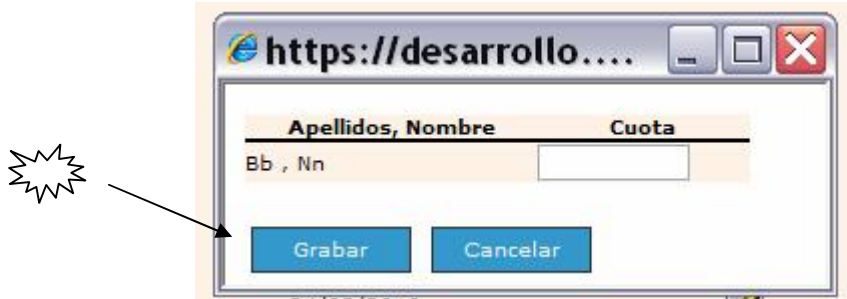 https://desarrollo....
Apellidos, Nombre Cuota
Bb , Nn
Grabar Cancelar